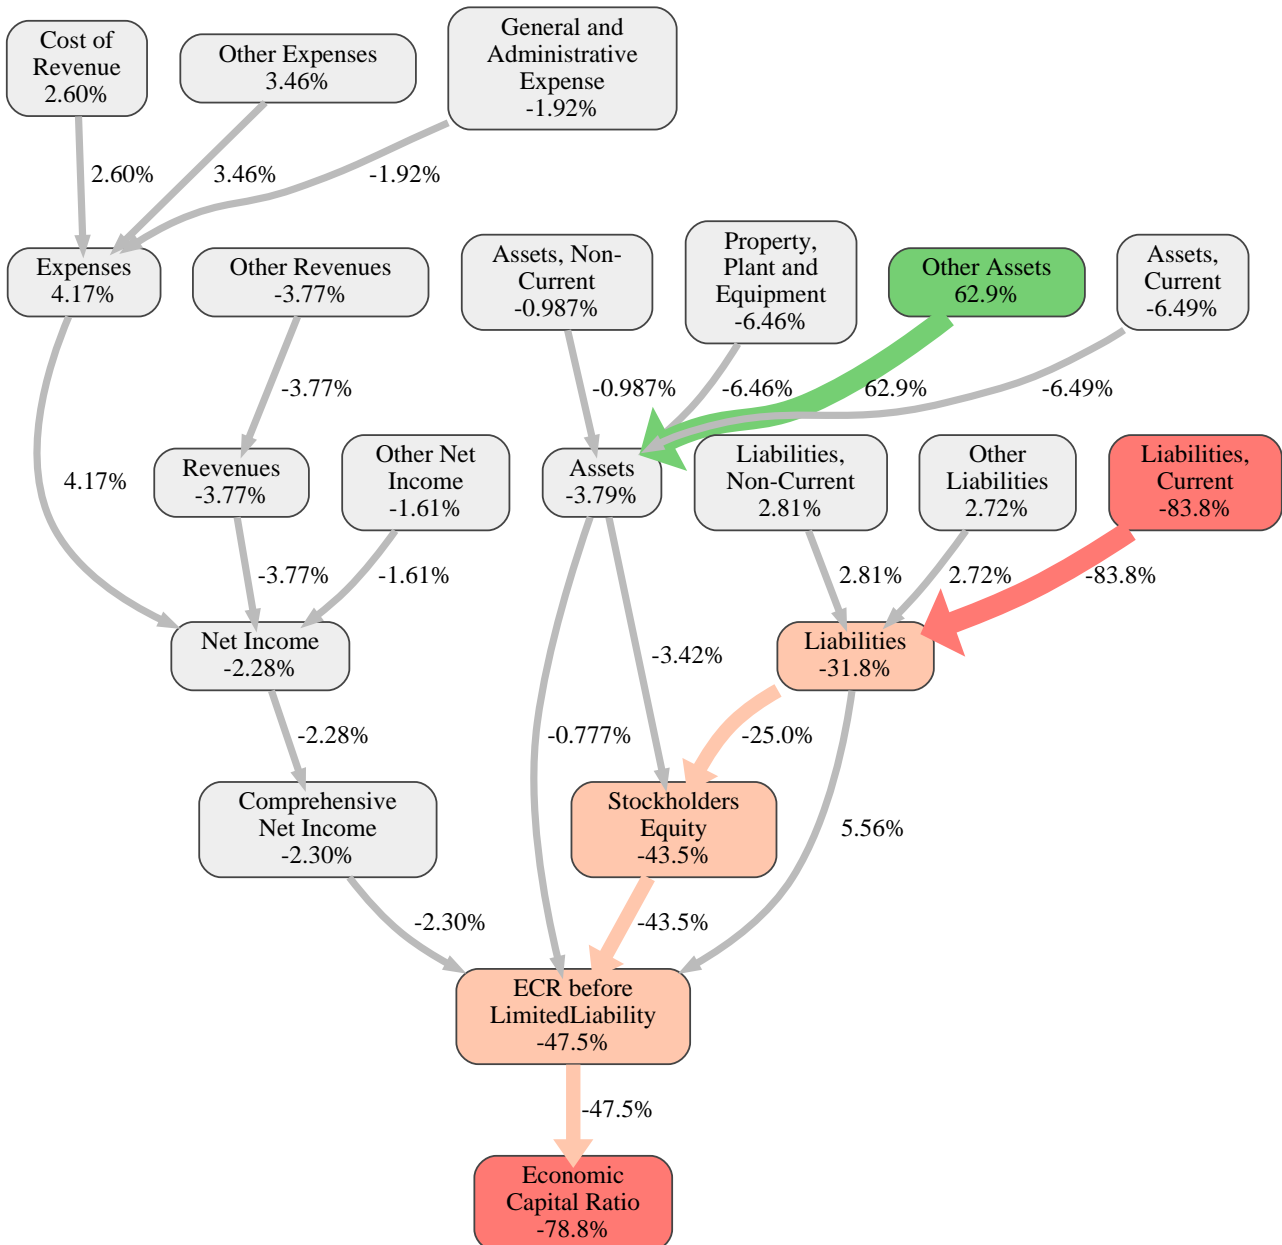 Cost of
Revenue
2.60%
Other Expenses
3.46%
General and
Administrative
Expense
-1.92%
2.60%
3.46%
-1.92%
Expenses
4.17%
Other Revenues
-3.77%
Assets, Non-
Current
-0.987%
Property,
Plant and
Equipment
-6.46%
Other Assets
62.9%
Assets,
Current
-6.49%
-3.77%
-0.987%
-6.46%
62.9%
-6.49%
4.17%
Revenues
-3.77%
Other Net
Income
-1.61%
Assets
-3.79%
Liabilities,
Non-Current
2.81%
Other
Liabilities
2.72%
Liabilities,
Current
-83.8%
-3.77%
-1.61%
2.81%
2.72%
-83.8%
Net Income
-2.28%
-3.42%
Liabilities
-31.8%
-2.28%
-0.777%
-25.0%
Comprehensive
Net Income
-2.30%
Stockholders
Equity
-43.5%
5.56%
-2.30%
-43.5%
ECR before
LimitedLiability
-47.5%
-47.5%
Economic
Capital Ratio
-78.8%